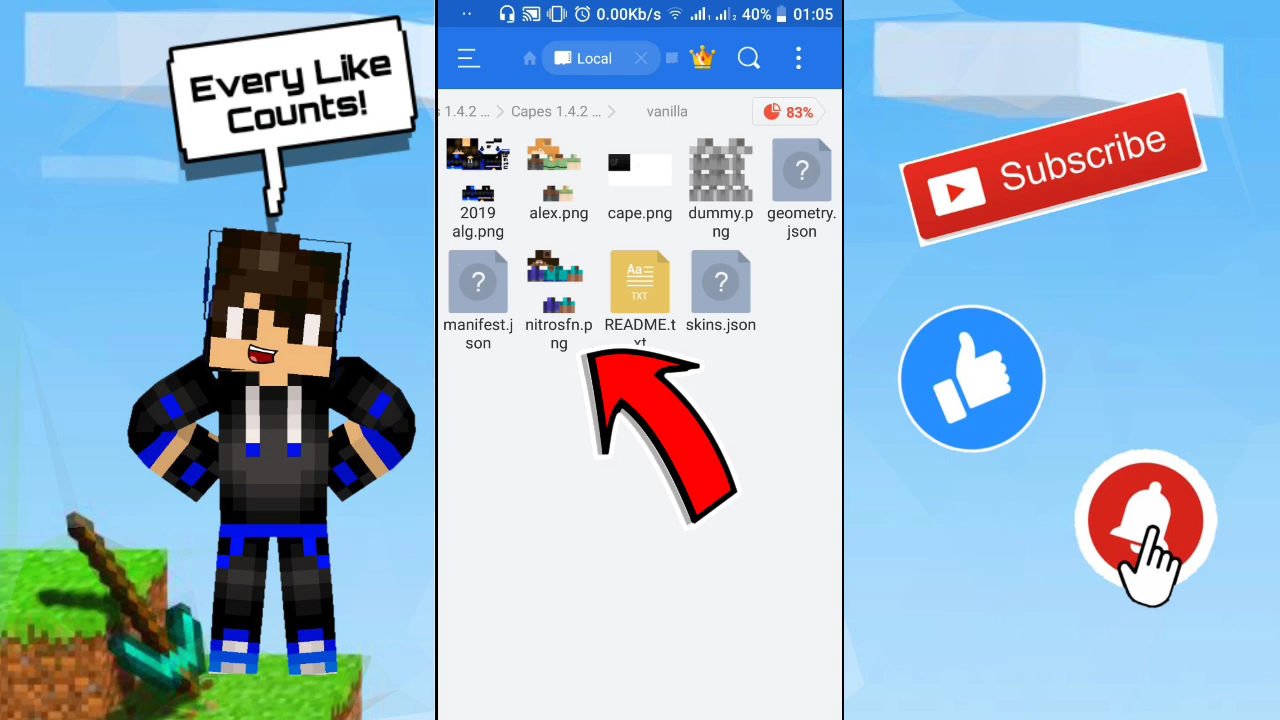 Every Like
Counts!
0.00Kb/s
40%
01:05
Local
s 1.4.2 ...
Capes 1.4.2 ...
vanilla
83%
2019
alg.png
alex.png
cape.png
dummy.p
ng
geometry.
json
manifest.j
son
nitrosfn.p
ng
Aa
TXT
README.t
xt
skins.json
Subscribe